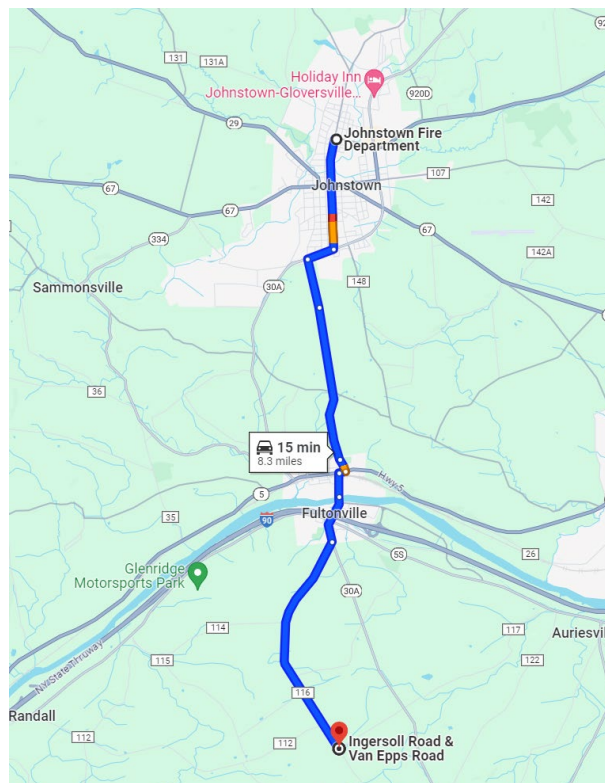 131
131A
Holiday Inn
Johnstown-Gloversville...
920D
29
Johnstown Fire
Department
67
Johnstown
107
67
142
334
67
142A
Sammonsville
30A
148
36
15 min
8.3 miles
Hwy 5
5
35
90
Fultonville
26
5S
Glenridge
Motorsports Park
30A
114
117
Auriesvi
115
122
N.Y. State Thruway
116
Randall
112
112
Ingersoll Road &
Van Epps Road